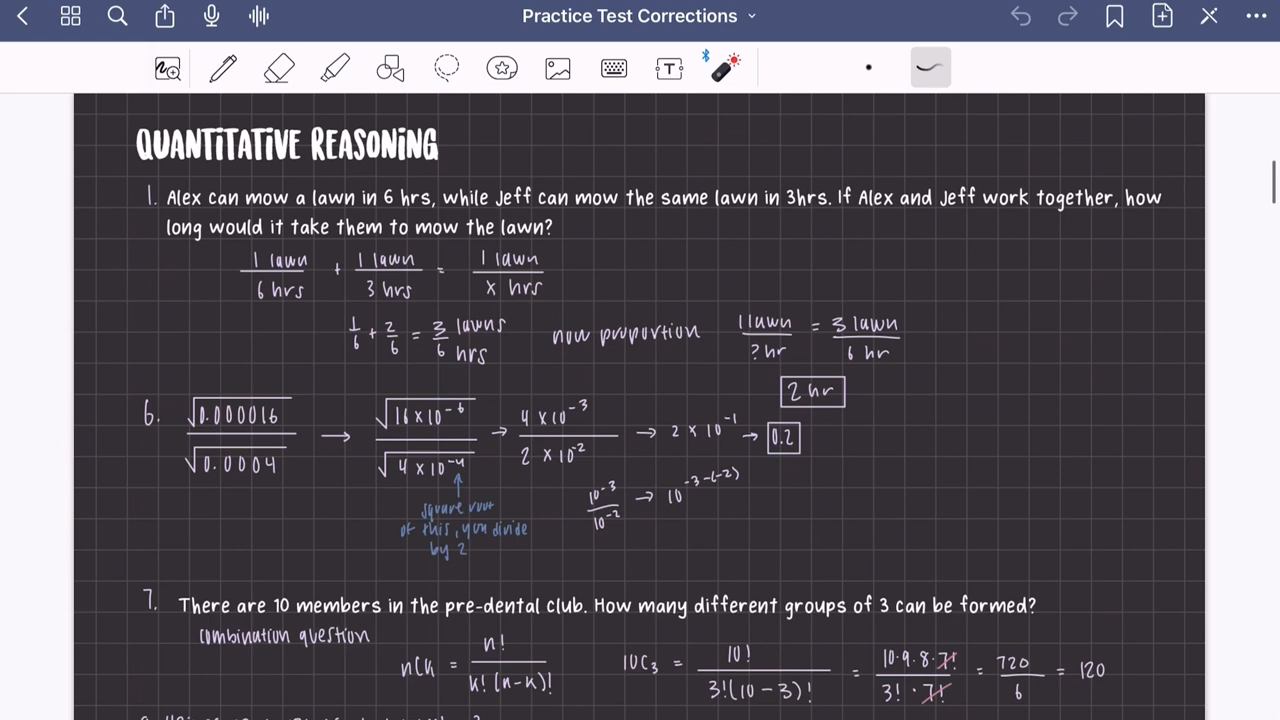 Practice Test Corrections
QUANTITATIVE REASONING
1. Alex can mow a lawn in 6 hrs, while Jeff can mow the same lawn in 3hrs. If Alex and Jeff work together, how
long would it take them to mow the lawn?
1 lawn/6 hrs + 1 lawn/3 hrs = 1 lawn/x hrs
1/6 + 2/6 = 3/6 lawns/hrs now proportion 1 lawn/? hr = 3 lawn/6 hr
2 hr
6. √0.000016/√0.0004 → √16 x 10⁻⁶/√4 x 10⁻⁴ → 4 x 10⁻³/2 x 10⁻² → 2 x 10⁻¹ → 0.2
10⁻³/10⁻² → 10⁻³⁻⁽⁻²⁾
square root
of this, you divide
by 2
7. There are 10 members in the pre-dental club. How many different groups of 3 can be formed?
combination question
nCk = n!/k!(n-k)! 10C3 = 10!/3!(10-3)! = 10·9·8·7!/3!·7! = 720/6 = 120